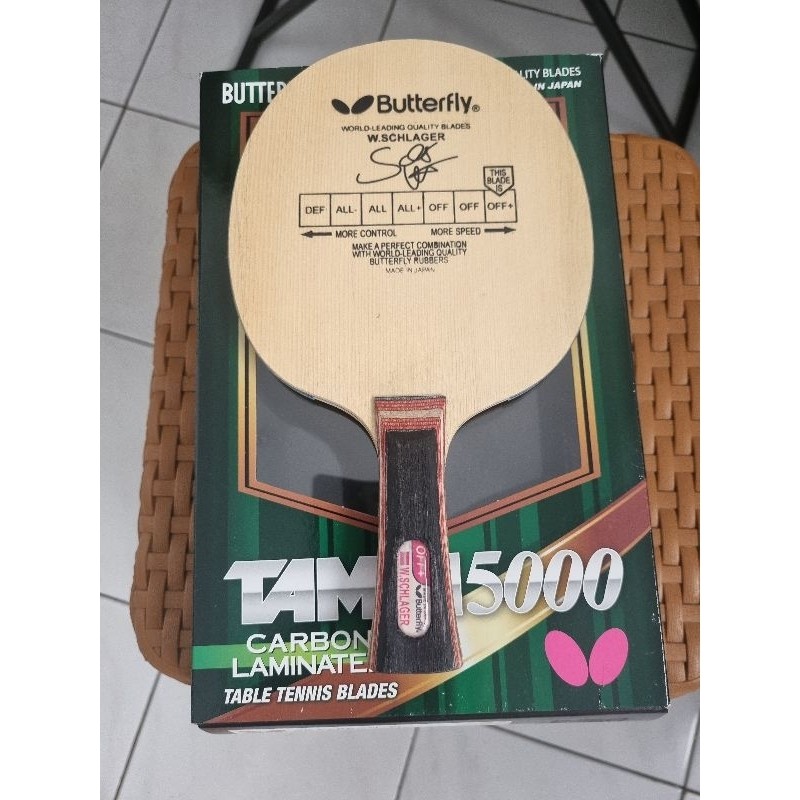 BUTTER
ITY BLADES
IN JAPAN
Butterfly®
WORLD-LEADING QUALITY BLADES
W.SCHLAGER
THIS
BLADE
IS
DEF ALL- ALL ALL+ OFF OFF OFF+
MORE CONTROL MORE SPEED
MAKE A PERFECT COMBINATION
WITH WORLD-LEADING QUALITY
BUTTERFLY RUBBERS
MADE IN JAPAN
OFF+
W.SCHLAGER
Butterfly
TAM 5000
CARBON
LAMINATE
TABLE TENNIS BLADES